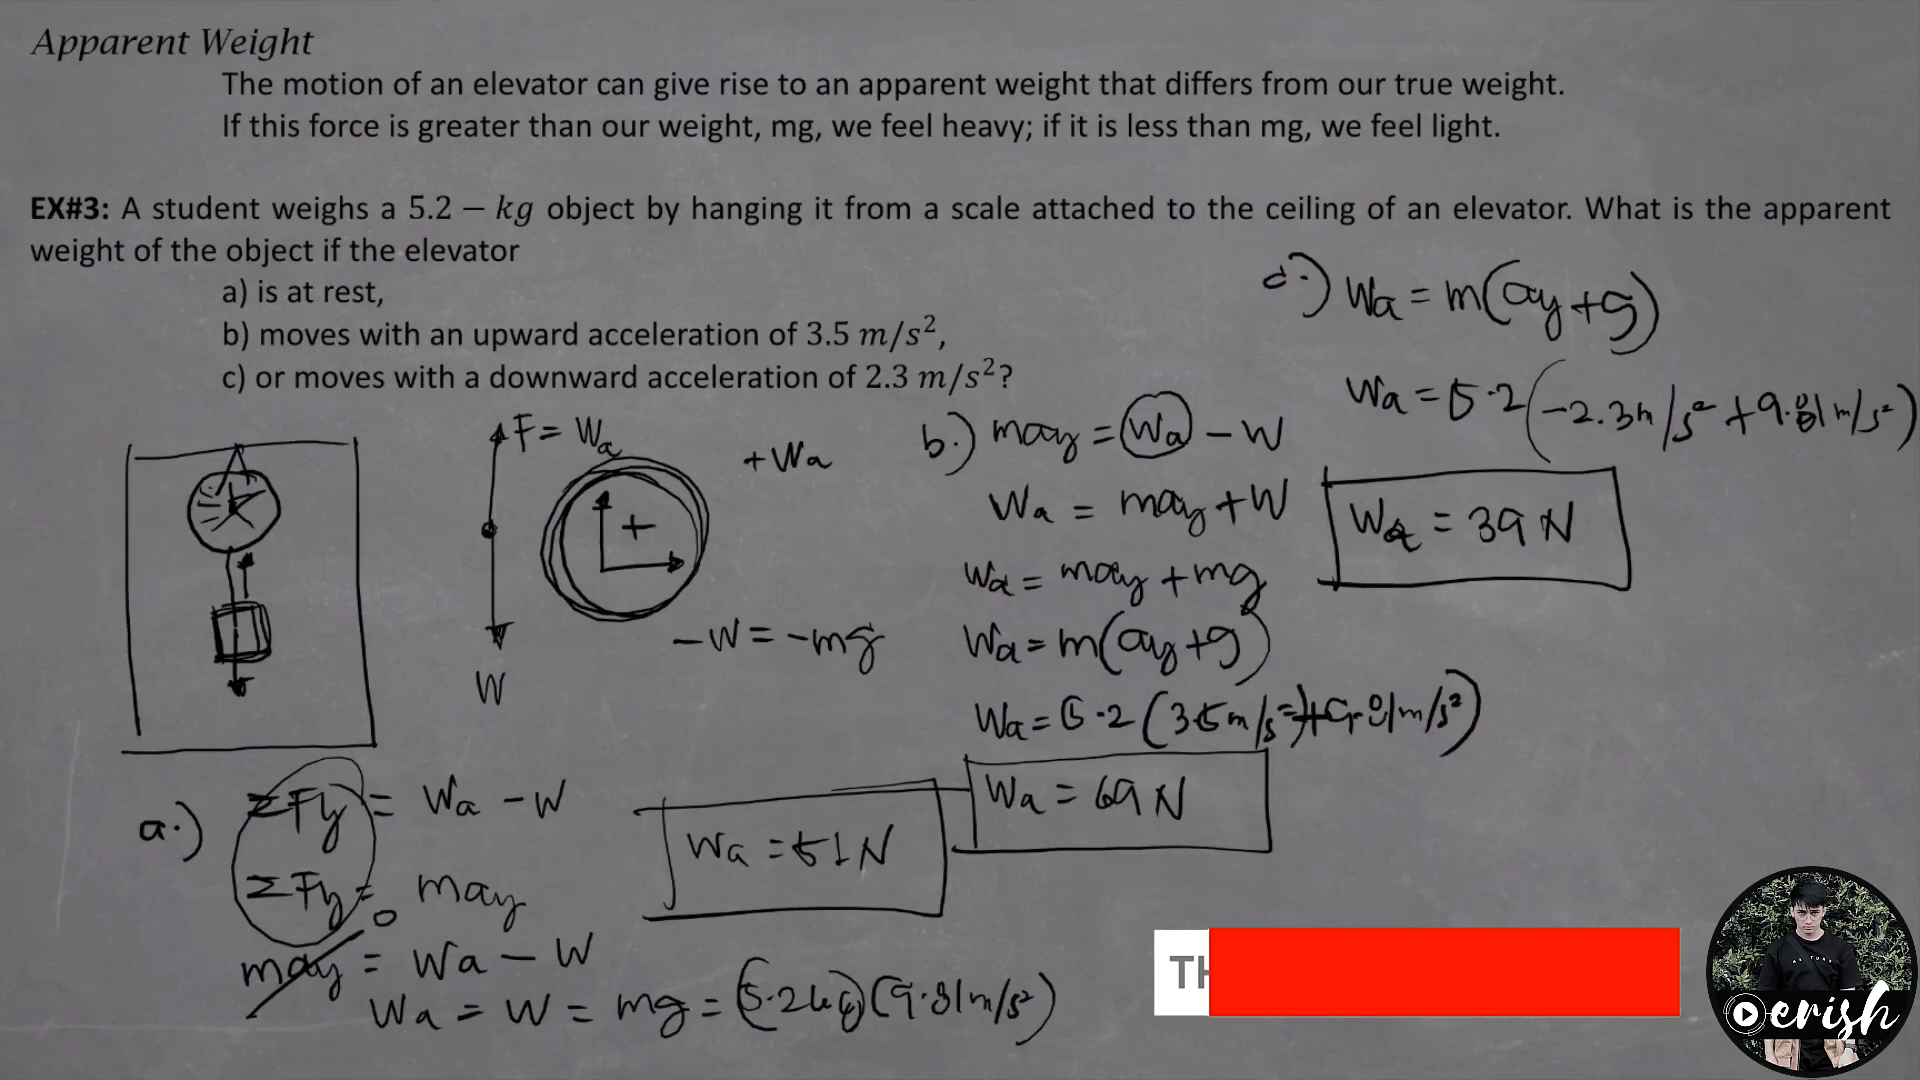 Apparent Weight
The motion of an elevator can give rise to an apparent weight that differs from our true weight.
If this force is greater than our weight, mg, we feel heavy; if it is less than mg, we feel light.
EX#3: A student weighs a 5.2 − kg object by hanging it from a scale attached to the ceiling of an elevator. What is the apparent
weight of the object if the elevator
a) is at rest,
b) moves with an upward acceleration of 3.5 m/s²,
c) or moves with a downward acceleration of 2.3 m/s²?
F = Wa
+Wa
+
−W = −mg
W
a.) ΣFy = Wa − W
ΣFy = may
0
may = Wa − W
Wa = W = mg = (5.2kg)(9.81m/s²)
Wa = 51N
b.) may = Wa − W
Wa = may + W
Wa = may + mg
Wa = m(ay + g)
Wa = 5.2 (3.5m/s² + 9.81m/s²)
Wa = 69N
c.) Wa = m(ay + g)
Wa = 5.2 (−2.3m/s² + 9.81m/s²)
Wa = 39N
TH
erish